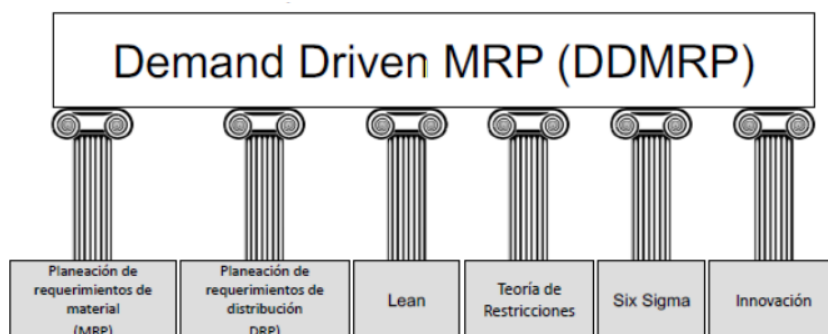 Demand Driven MRP (DDMRP)
Planeación de
requerimientos de
material
(MRP)
Planeación de
requerimientos de
distribución
DRP)
Lean
Teoría de
Restricciones
Six Sigma
Innovación